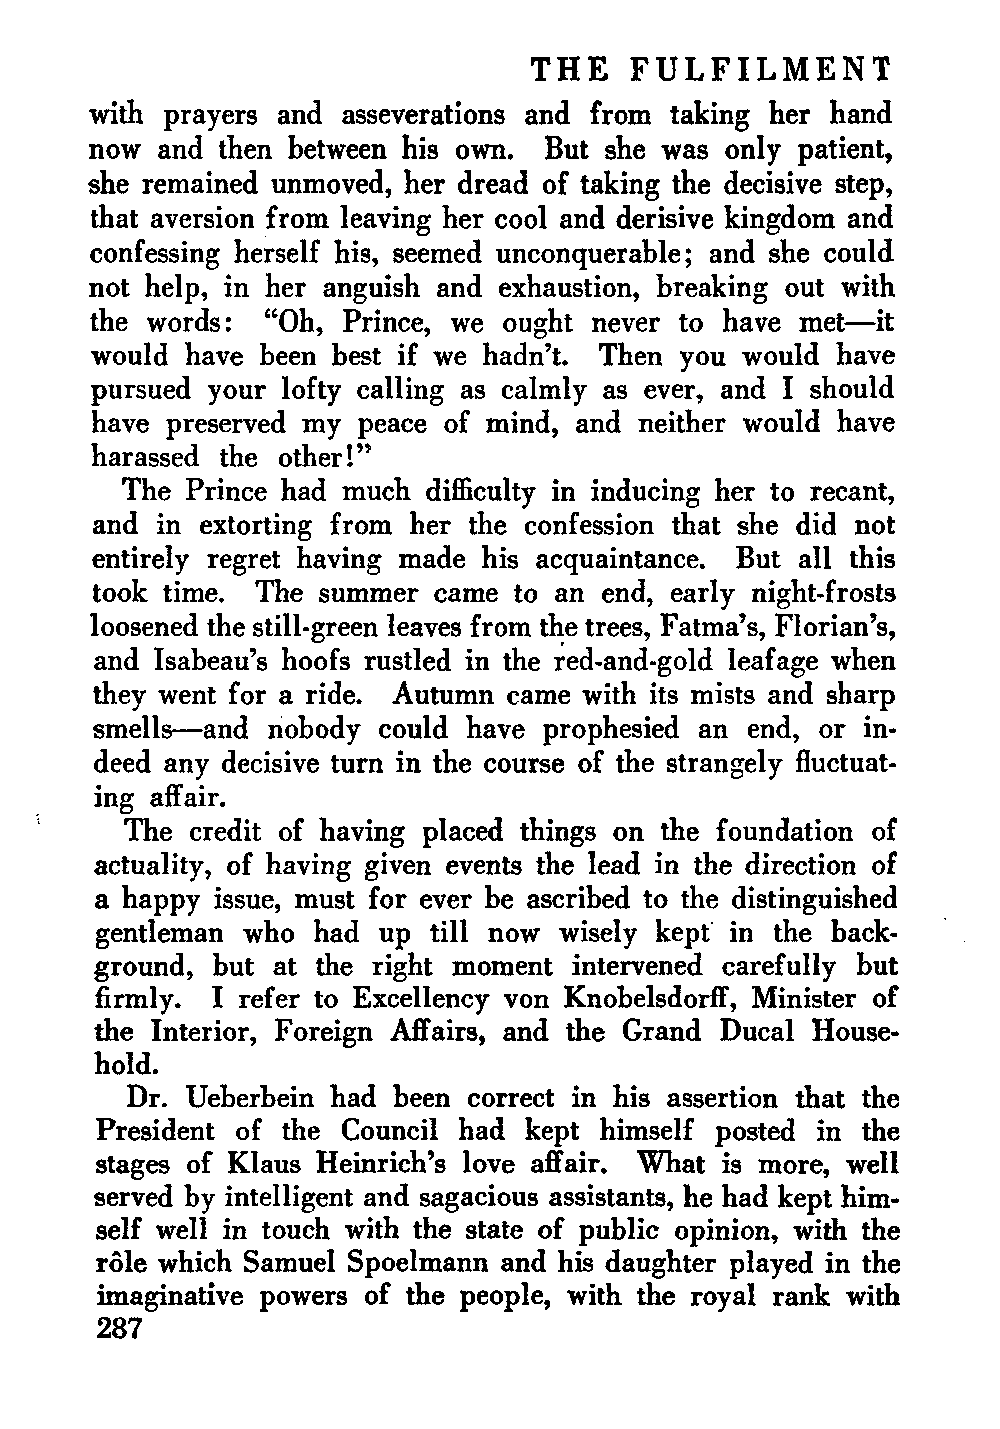 THE FULFILMENT
with prayers and asseverations and from taking her hand
now and then between his own. But she was only patient,
she remained unmoved, her dread of taking the decisive step,
that aversion from leaving her cool and derisive kingdom and
confessing herself his, seemed unconquerable; and she could
not help, in her anguish and exhaustion, breaking out with
the words: “Oh, Prince, we ought never to have met—it
would have been best if we hadn’t. Then you would have
pursued your lofty calling as calmly as ever, and I should
have preserved my peace of mind, and neither would have
harassed the other!”
The Prince had much difficulty in inducing her to recant,
and in extorting from her the confession that she did not
entirely regret having made his acquaintance. But all this
took time. The summer came to an end, early night-frosts
loosened the still-green leaves from the trees, Fatma’s, Florian’s,
and Isabeau’s hoofs rustled in the red-and-gold leafage when
they went for a ride. Autumn came with its mists and sharp
smells—and nobody could have prophesied an end, or in-
deed any decisive turn in the course of the strangely fluctuat-
ing affair.
The credit of having placed things on the foundation of
actuality, of having given events the lead in the direction of
a happy issue, must for ever be ascribed to the distinguished
gentleman who had up till now wisely kept in the back-
ground, but at the right moment intervened carefully but
firmly. I refer to Excellency von Knobelsdorff, Minister of
the Interior, Foreign Affairs, and the Grand Ducal House-
hold.
Dr. Ueberbein had been correct in his assertion that the
President of the Council had kept himself posted in the
stages of Klaus Heinrich’s love affair. What is more, well
served by intelligent and sagacious assistants, he had kept him-
self well in touch with the state of public opinion, with the
rôle which Samuel Spoelmann and his daughter played in the
imaginative powers of the people, with the royal rank with
287